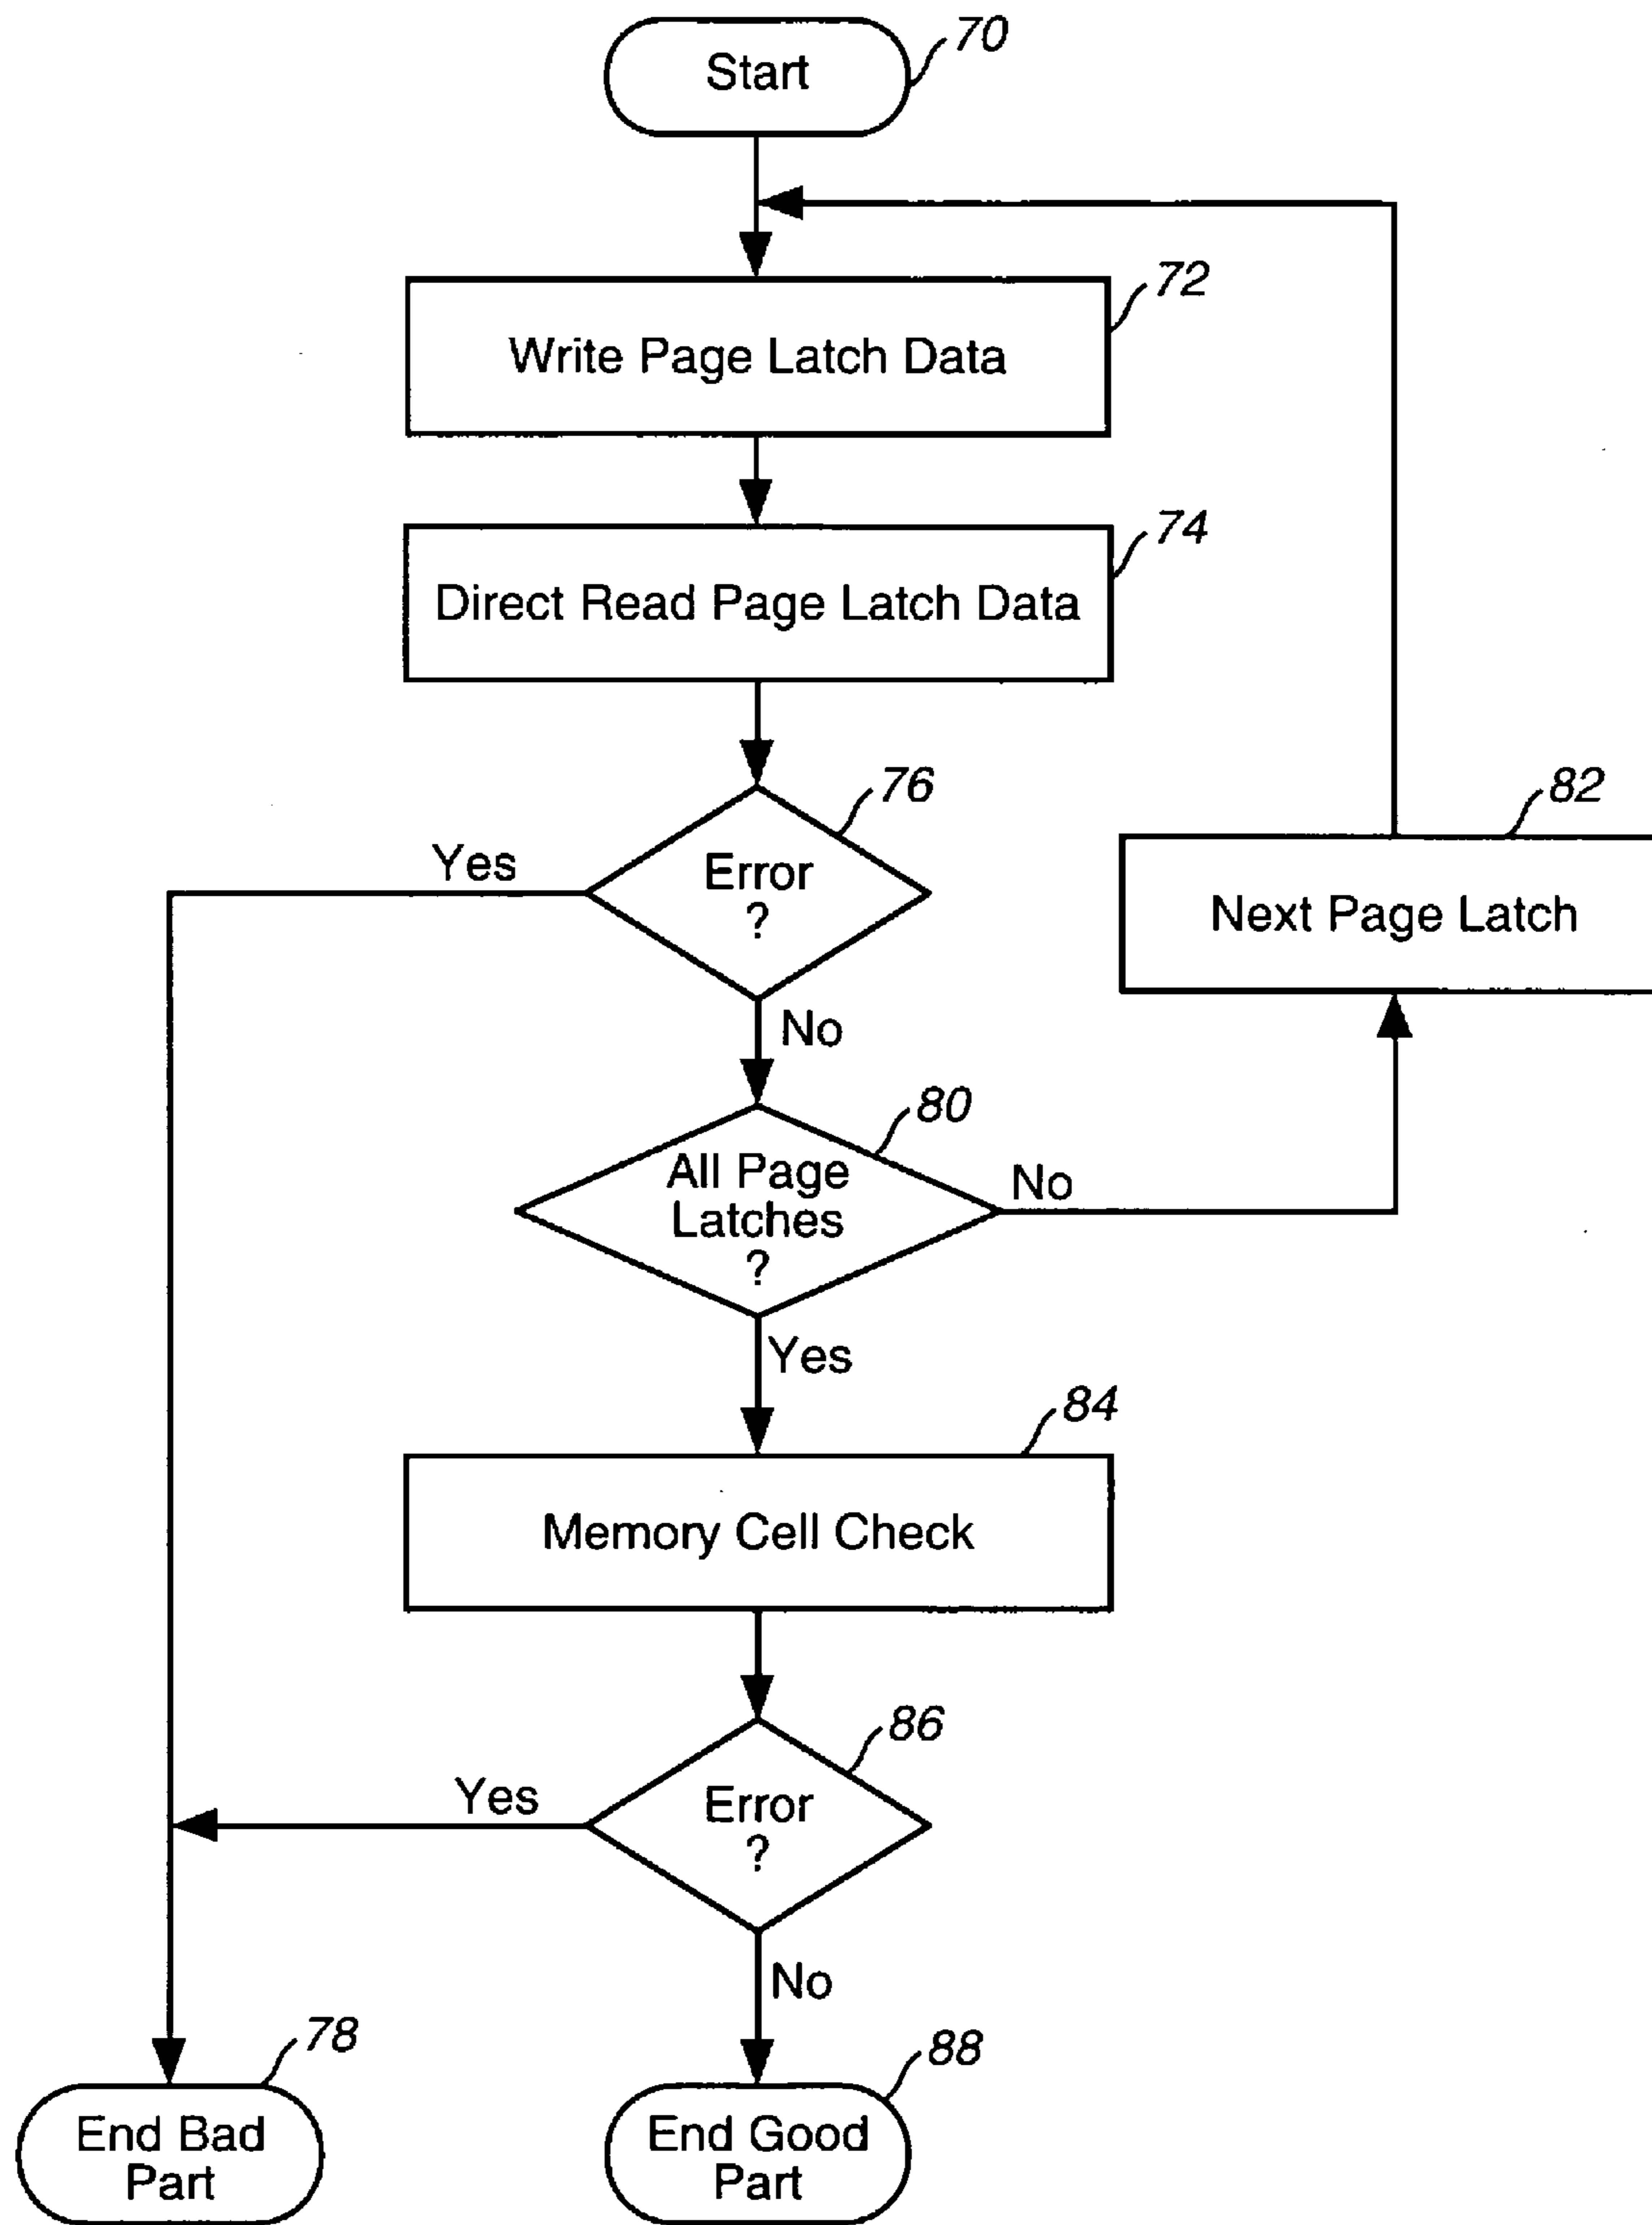 Start
70
72
Write Page Latch Data
74
Direct Read Page Latch Data
76
82
Yes
Error
?
Next Page Latch
No
80
All Page
Latches
?
No
Yes
84
Memory Cell Check
86
Yes
Error
?
No
78
88
End Bad
Part
End Good
Part